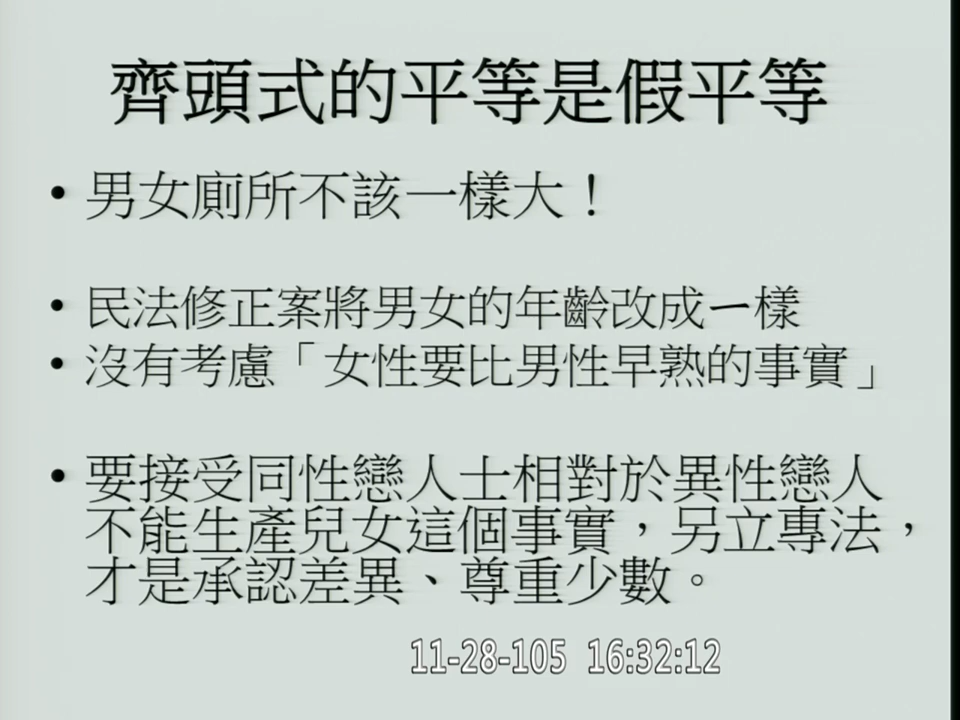 齊頭式的平等是假平等
• 男女廁所不該一樣大！
• 民法修正案將男女的年齡改成一樣
• 沒有考慮「女性要比男性早熟的事實」
• 要接受同性戀人士相對於異性戀人
不能生產兒女這個事實，另立專法，
才是承認差異、尊重少數。
11-28-105 16:32:12